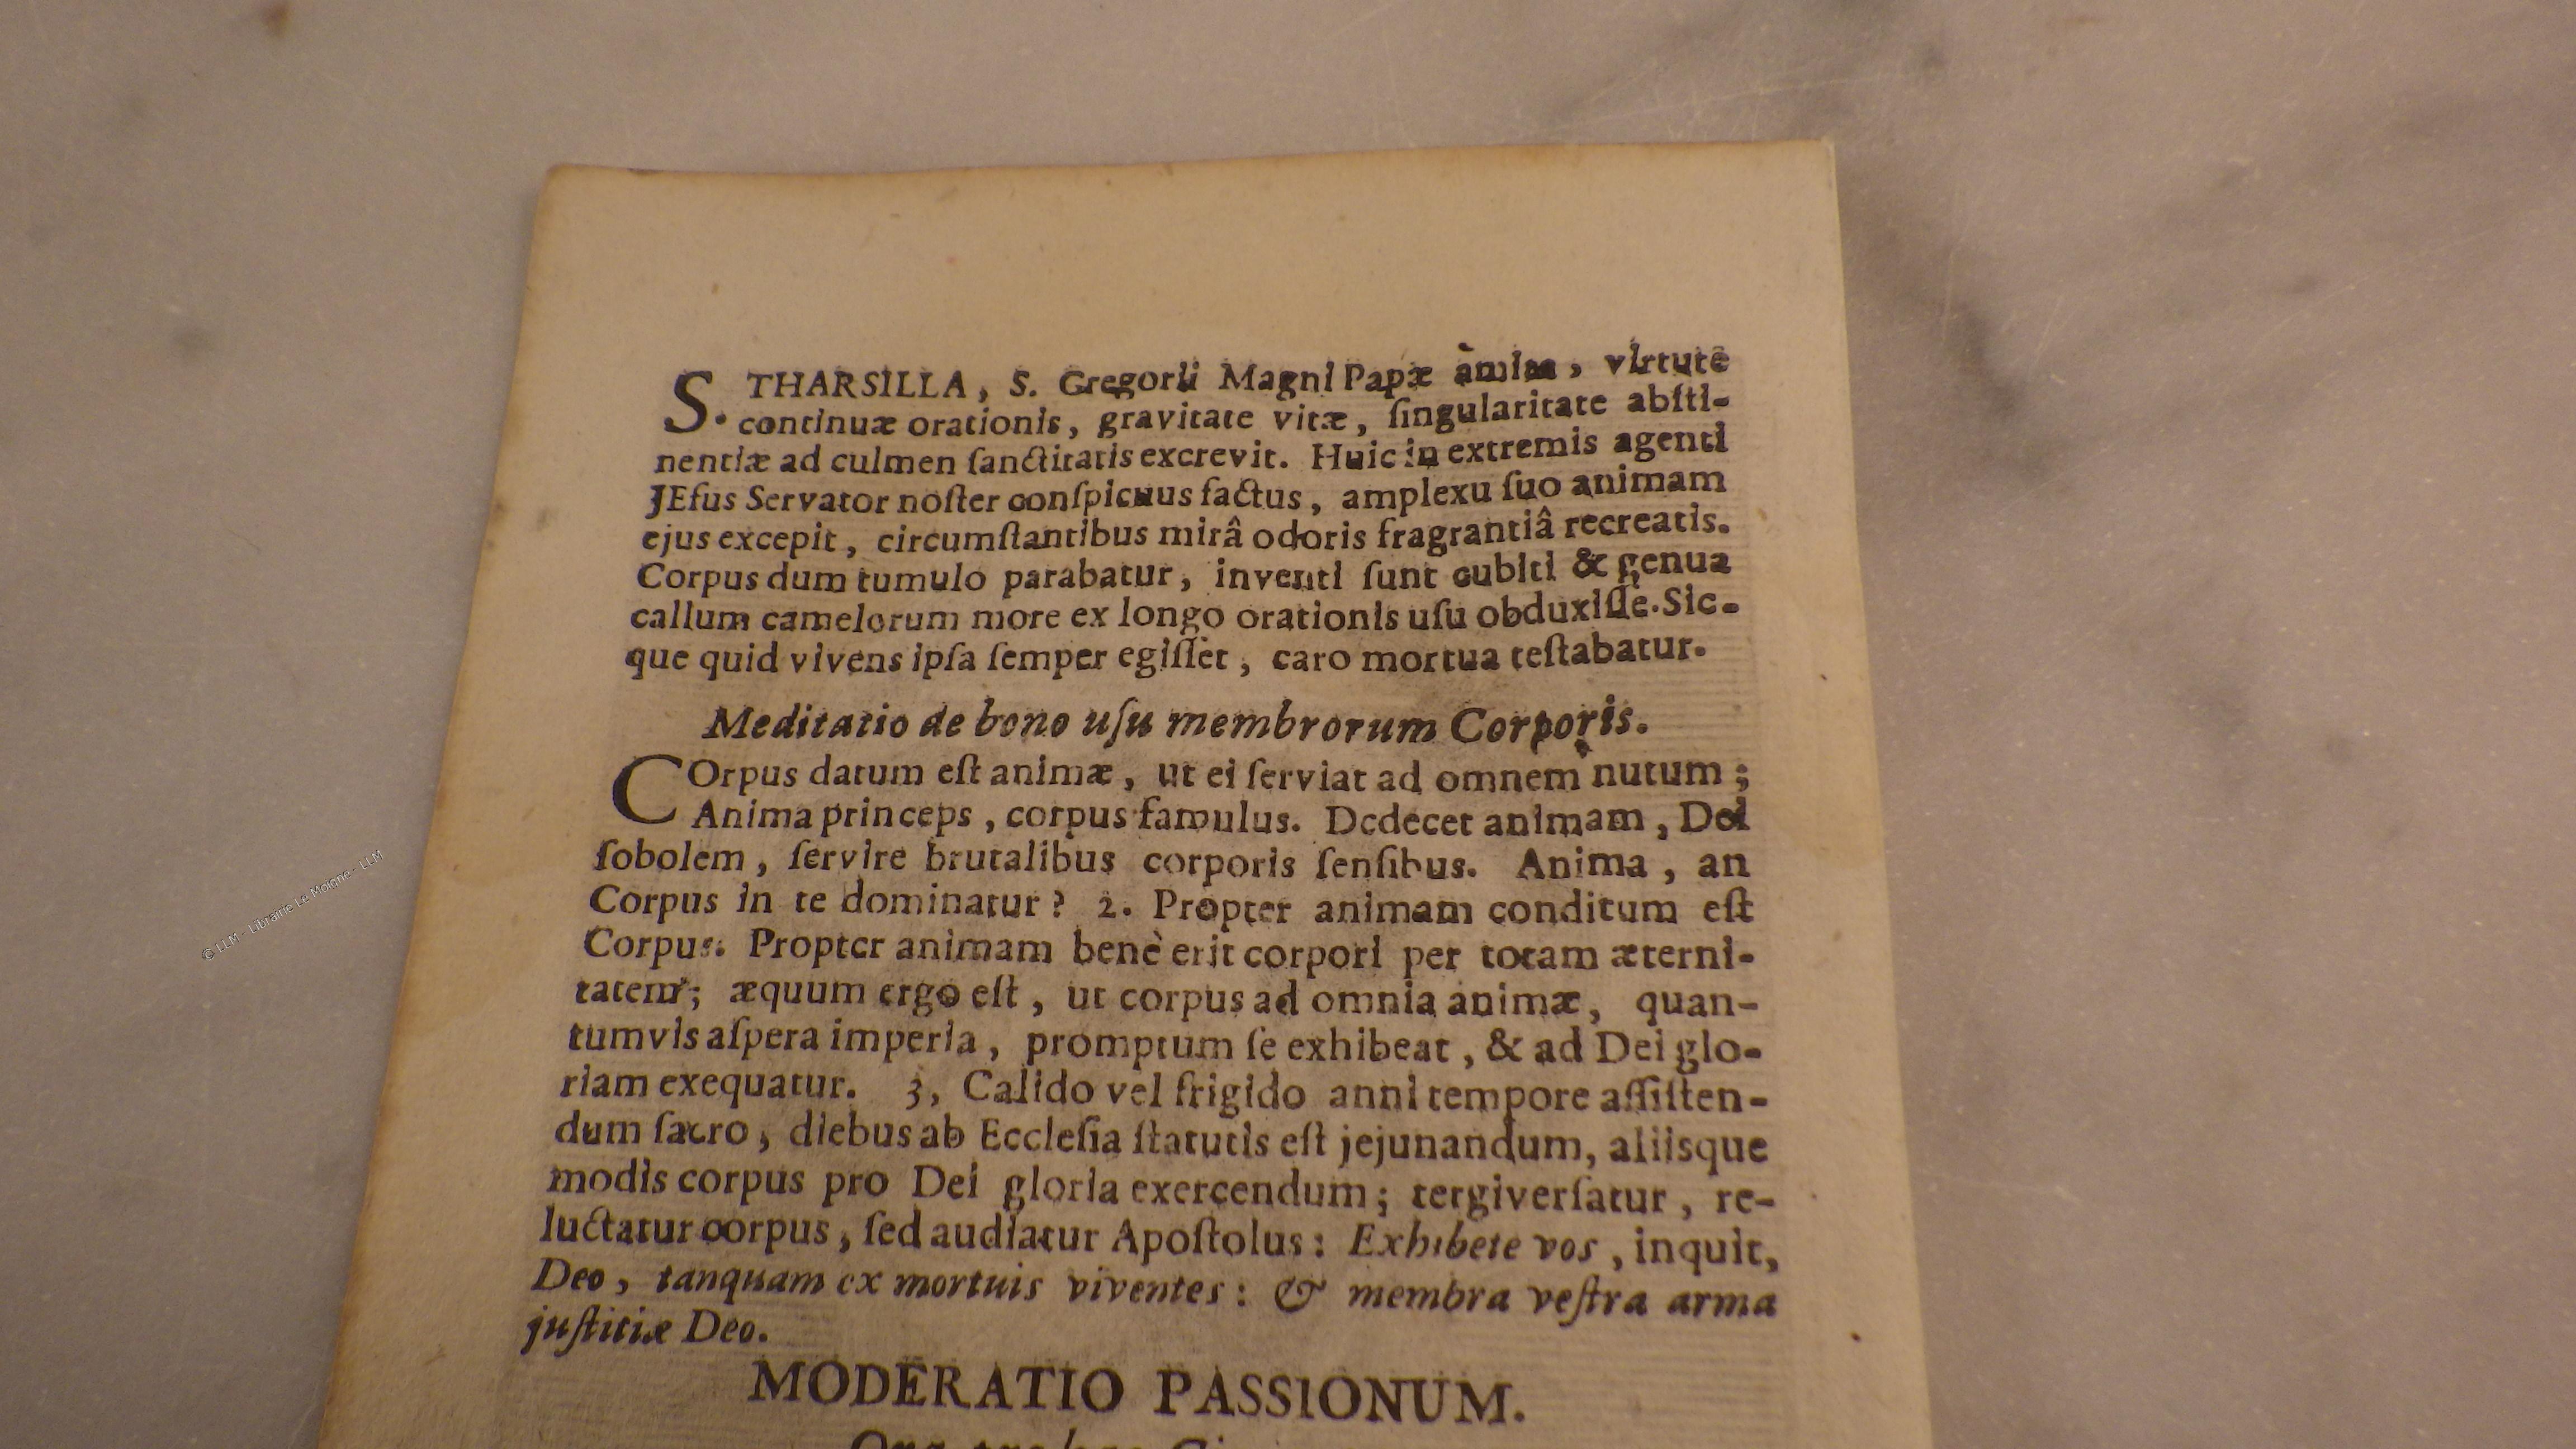 S. THARSILLA, S. Gregorii Magni Papæ àmita, virtute
continuæ orationis, gravitate vitæ, ſingularitate abſti-
nentiæ ad culmen ſanctitatis excrevit. Huic in extremis agenti
JEſus Servator noſter conſpicuus factus, amplexu ſuo animam
ejus excepit, circumſtantibus mirâ odoris fragrantiâ recreatis.
Corpus dum tumulo parabatur, inventi ſunt cubiti & genua
callum camelorum more ex longo orationis uſu obduxiſſe. Sic-
que quid vivens ipſa ſemper egiſſet, caro mortua teſtabatur.
Meditatio de bono uſu membrorum Corporis.
COrpus datum eſt animæ, ut ei ſerviat ad omnem nutum;
Anima princeps, corpus famulus. Dedecet animam, Dei
ſobolem, ſervire brutalibus corporis ſenſibus. Anima, an
Corpus in te dominatur? 2. Propter animam conditum eſt
Corpus. Propter animam benè erit corpori per totam æterni-
tatem; æquum ergo eſt, ut corpus ad omnia animæ, quan-
tumvis aſpera imperia, promptum ſe exhibeat, & ad Dei glo-
riam exequatur. 3, Calido vel frigido anni tempore aſſiſten-
dum ſacro, diebus ab Eccleſia ſtatutis eſt jejunandum, aliisque
modis corpus pro Dei gloria exercendum; tergiverſatur, re-
luctatur corpus, ſed audiatur Apoſtolus: Exhibete vos, inquit,
Deo, tanquam ex mortuis viventes: & membra veſtra arma
juſtitiæ Deo.
MODERATIO PASSIONUM.
© LLM - Librairie Le Moigne - LLM